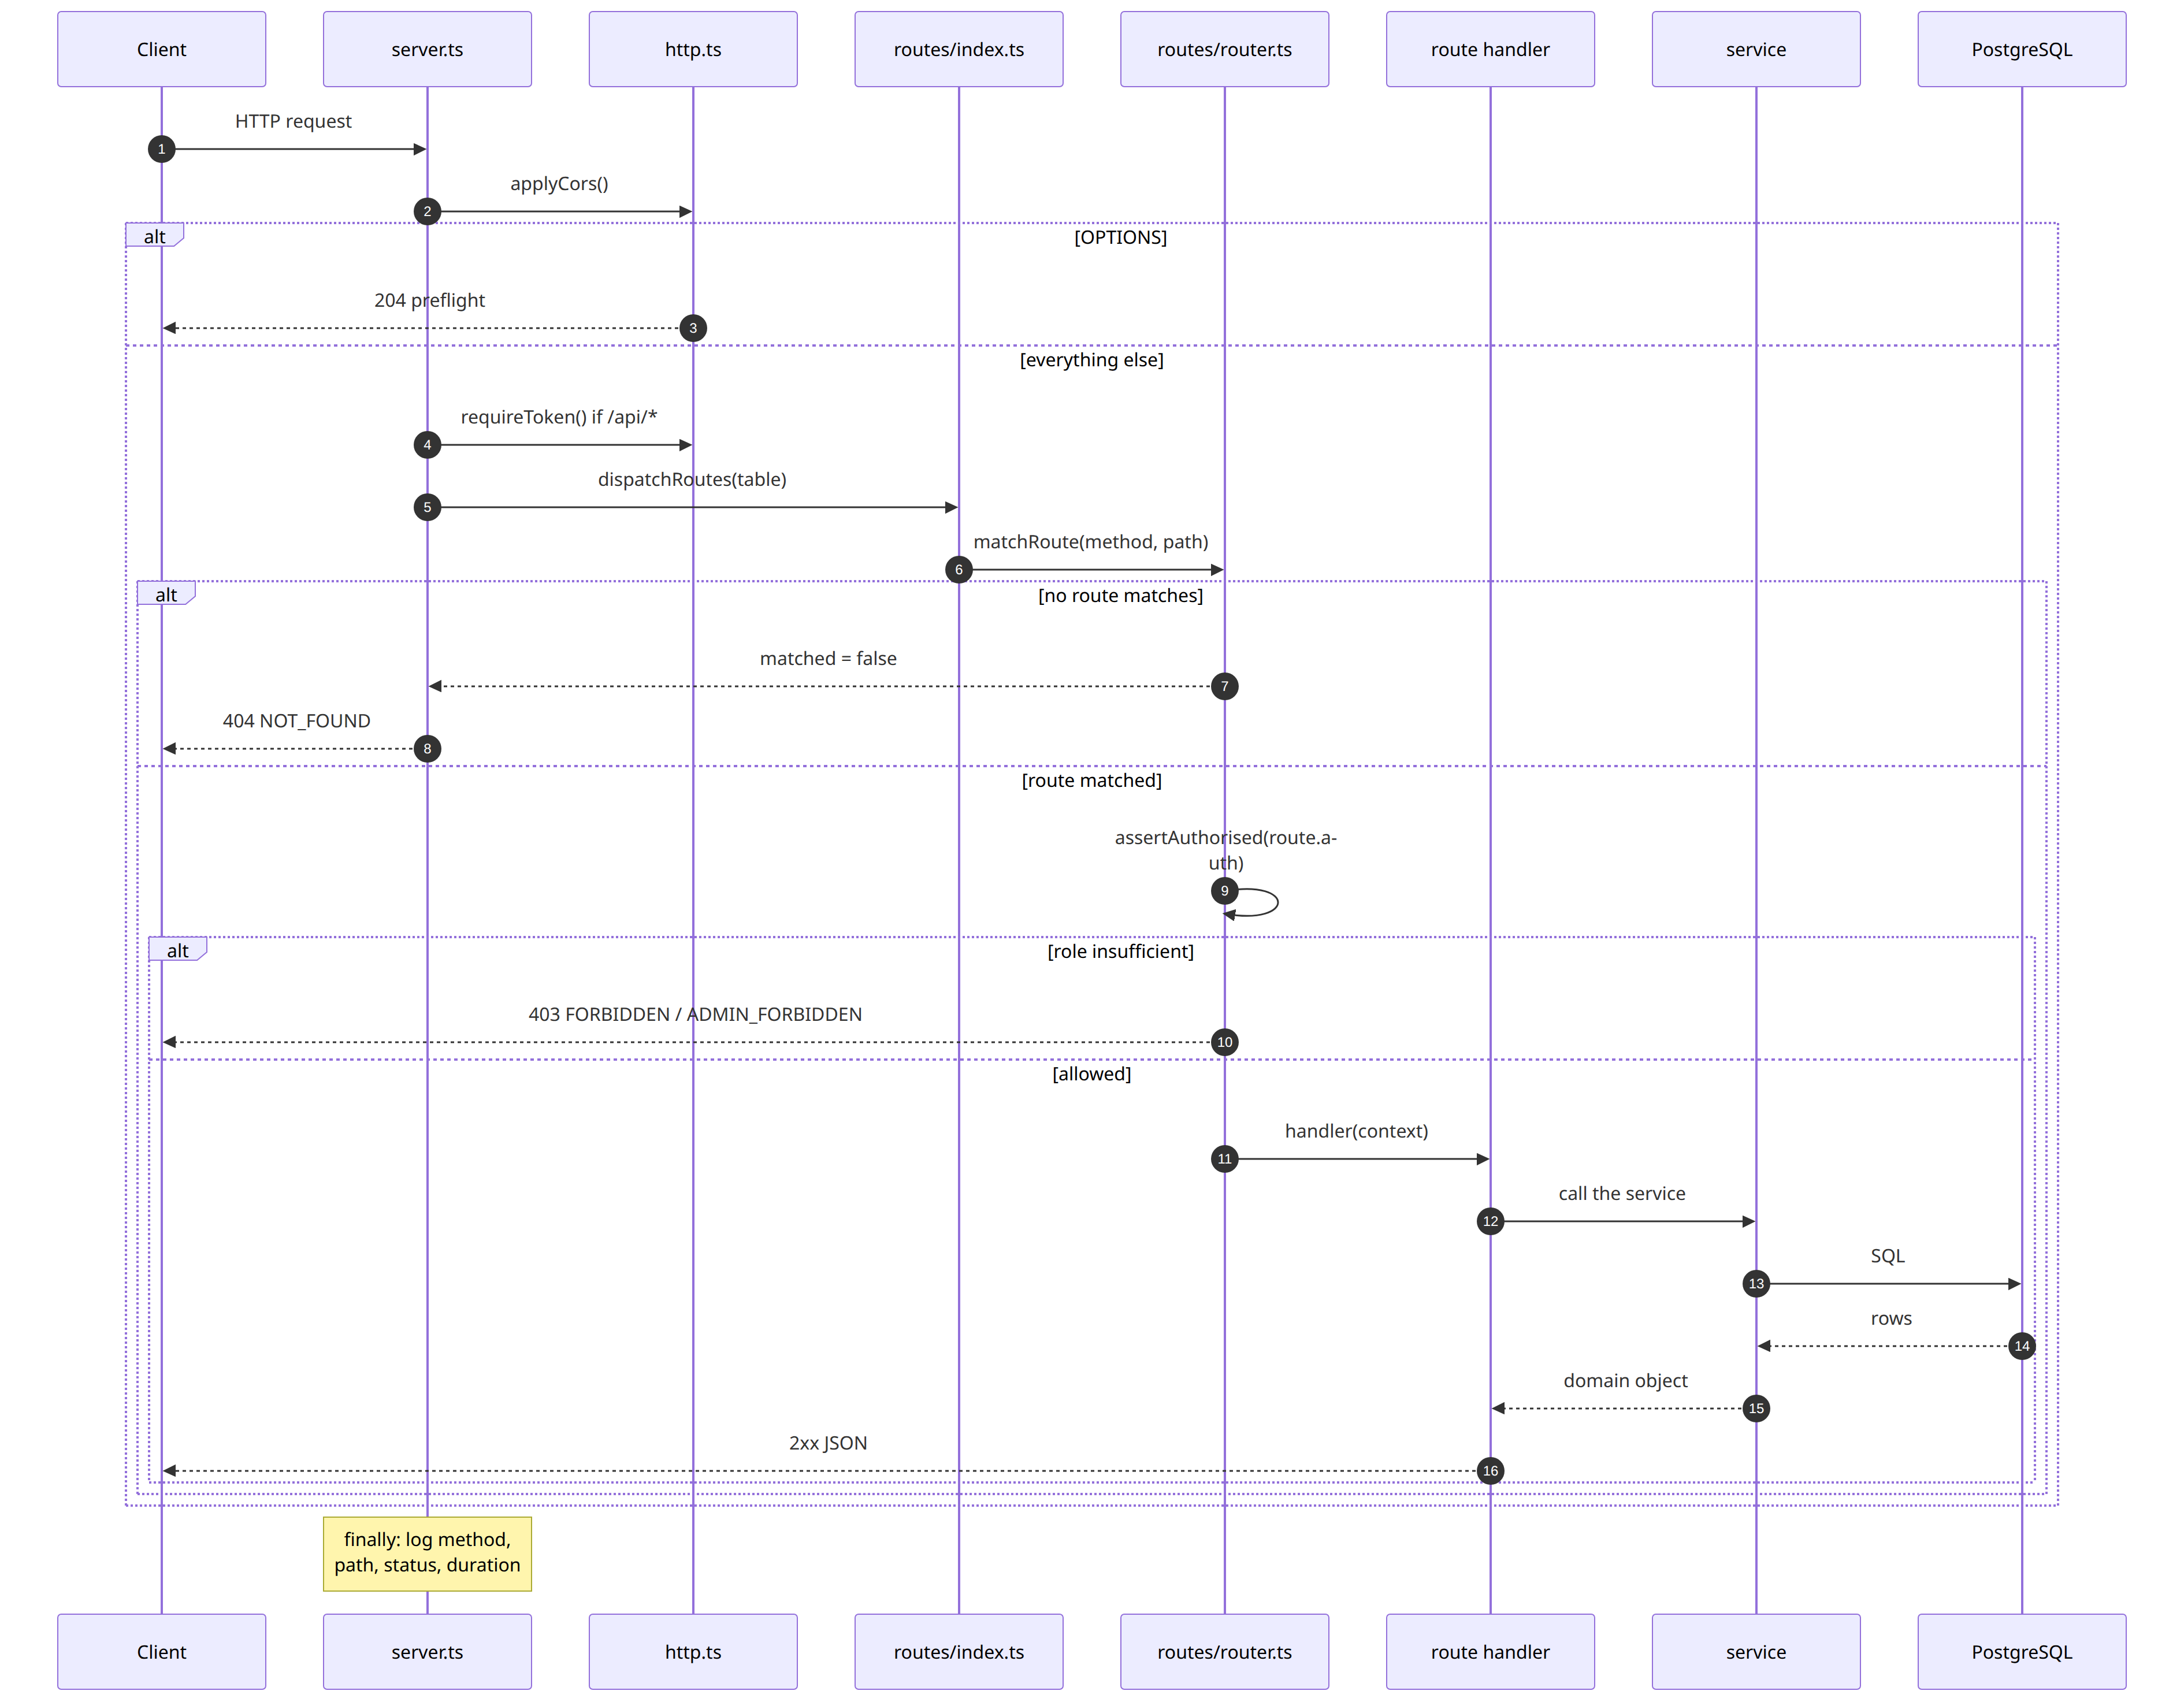 Client
server.ts
http.ts
routes/index.ts
routes/router.ts
route handler
service
PostgreSQL
HTTP request
1
applyCors()
2
alt
[OPTIONS]
204 preflight
3
[everything else]
requireToken() if /api/*
4
dispatchRoutes(table)
5
matchRoute(method, path)
6
alt
[no route matches]
matched = false
7
404 NOT_FOUND
8
[route matched]
assertAuthorised(route.a-
uth)
9
alt
[role insufficient]
403 FORBIDDEN / ADMIN_FORBIDDEN
10
[allowed]
handler(context)
11
call the service
12
SQL
13
rows
14
domain object
15
2xx JSON
16
finally: log method,
path, status, duration
Client
server.ts
http.ts
routes/index.ts
routes/router.ts
route handler
service
PostgreSQL